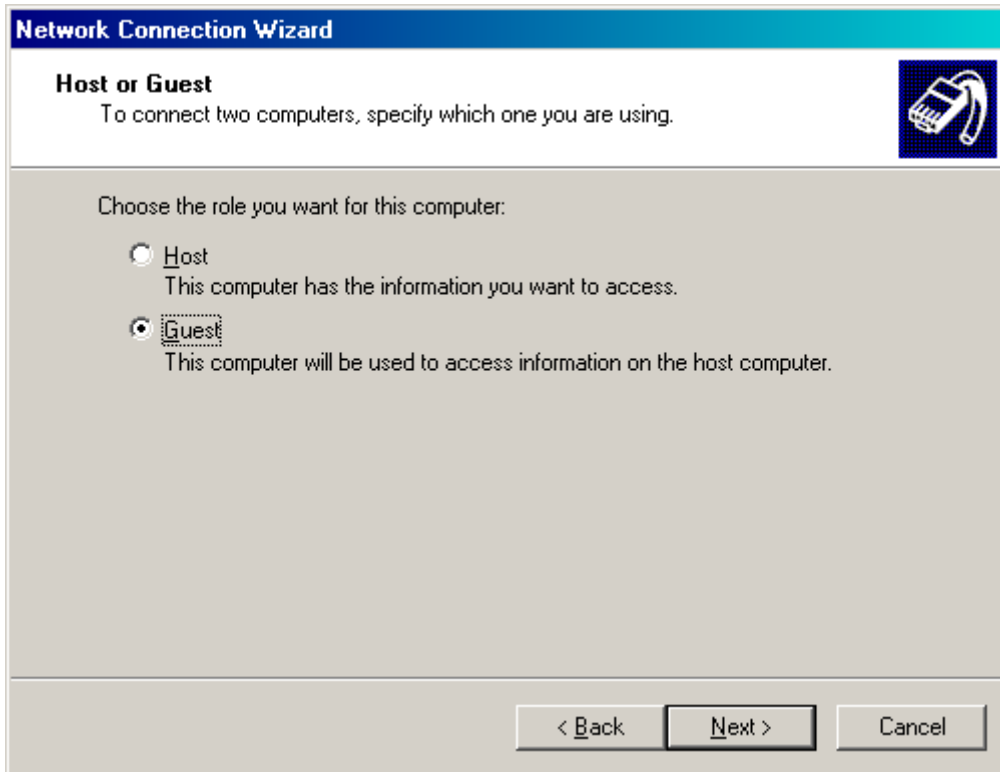 Network Connection Wizard
Host or Guest
To connect two computers, specify which one you are using.
Choose the role you want for this computer:
Host
This computer has the information you want to access.
Guest
This computer will be used to access information on the host computer.
< Back
Next >
Cancel